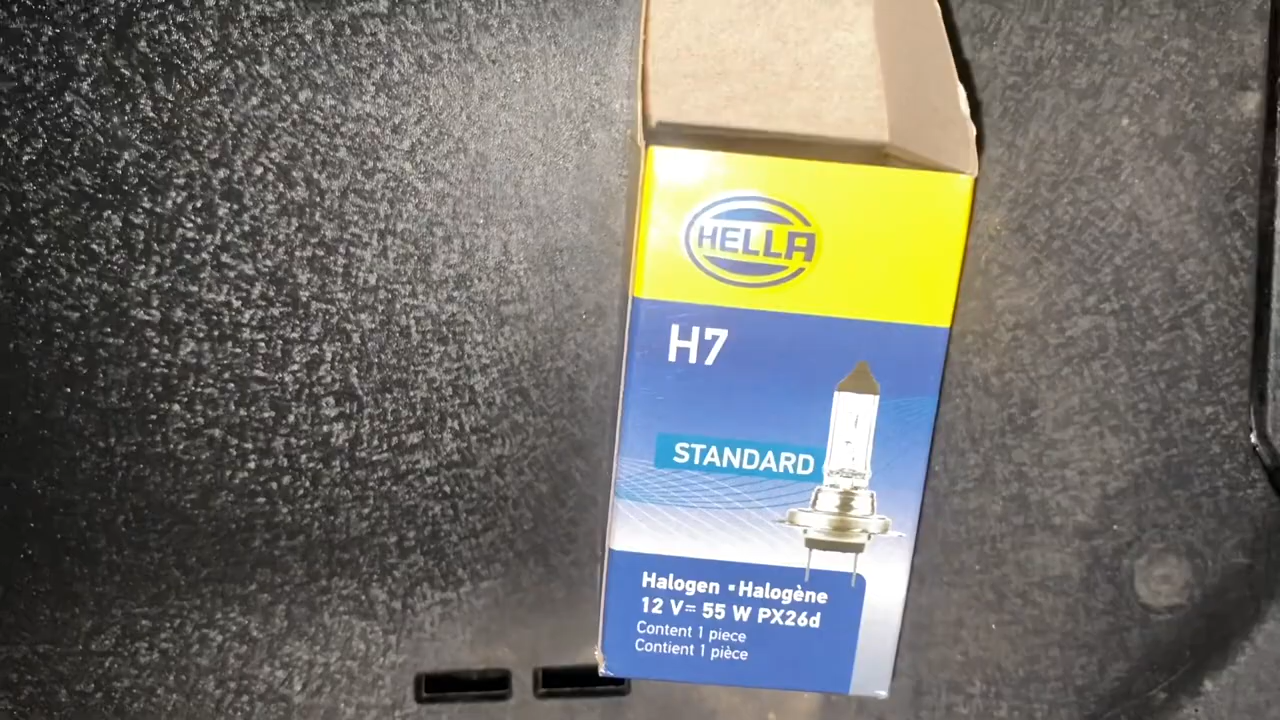 HELLA
H7
STANDARD
Halogen ▪ Halogène
12 V⎓ 55 W PX26d
Content 1 piece
Contient 1 pièce